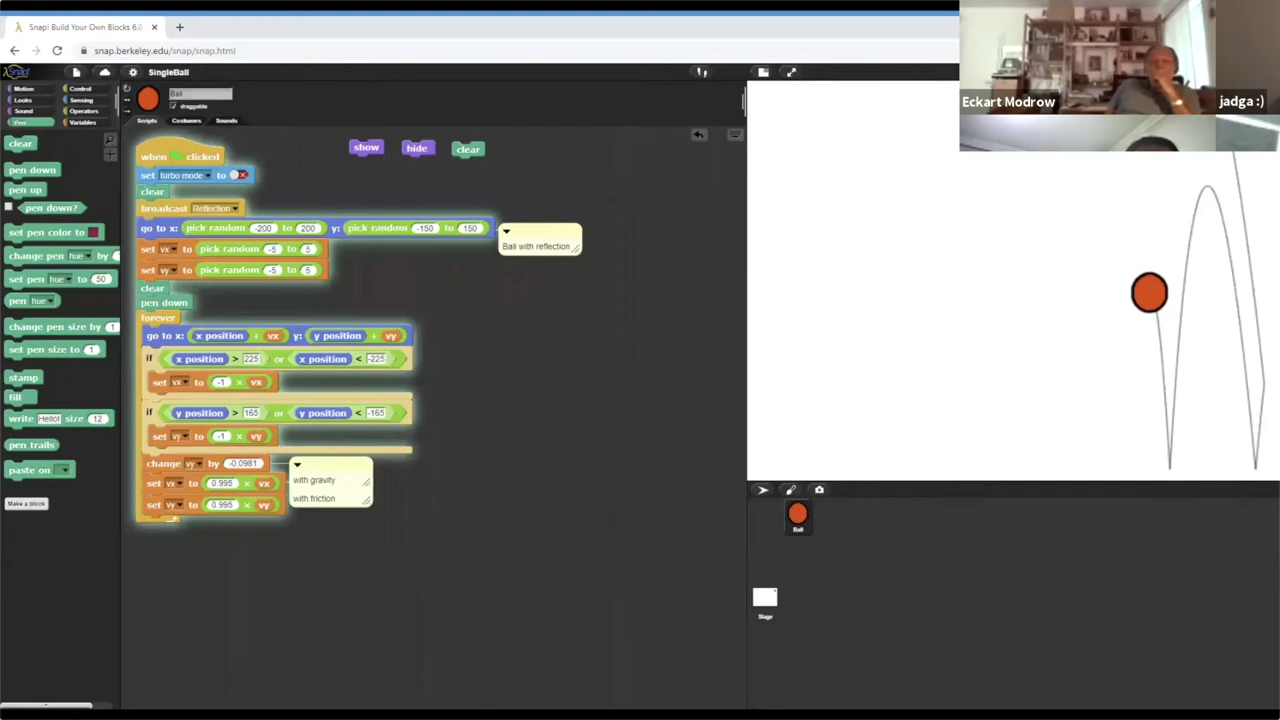 Snap! Build Your Own Blocks 6.0
snap.berkeley.edu/snap/snap.html
Eckart Modrow
jadga :)
Snap!
SingleBall
Motion Control
Looks Sensing
Sound Operators
Pen Variables
clear
pen down
pen up
pen down?
set pen color to
change pen hue by
set pen hue to 50
pen hue
change pen size by 1
set pen size to 1
stamp
fill
write Hello! size 12
pen trails
paste on
Make a block
Ball
draggable
Scripts Costumes Sounds
show hide clear
when clicked
set turbo mode to
clear
broadcast Reflection
go to x: pick random -200 to 200 y: pick random -150 to 150
Ball with reflection
set vx to pick random -5 to 5
set vy to pick random -5 to 5
clear
pen down
forever
go to x: x position + vx y: y position + vy
if x position > 225 or x position < -225
set vx to -1 × vx
if y position > 165 or y position < -165
set vy to -1 × vy
change vy by -0.0981
with gravity
set vx to 0.995 × vx
with friction
set vy to 0.995 × vy
Ball
Stage